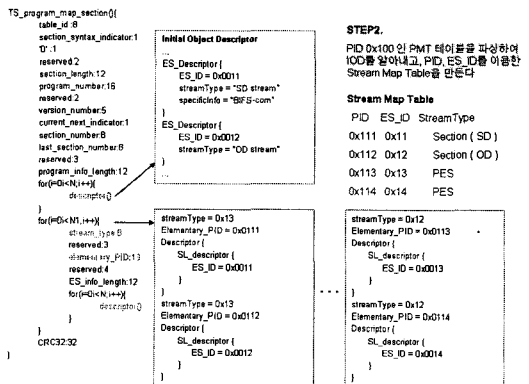 TS_program_map_section(){
table_id :8
section_syntax_indicator:1
'0' :1
reserved:2
section_length:12
program_number:16
reserved:2
version_number:5
current_next_indicator:1
section_number:8
last_section_number:8
reserved:3
program_info_length:12
for(i=0;i<N;i++){
descriptor()
}
for(i=0;i<N1;i++){
stream_type:8
reserved:3
elementary_PID:13
reserved:4
ES_info_length:12
for(i=0;i<N;i++){
descriptor()
}
}
CRC32:32
}
Initial Object Descriptor
...
ES_Descriptor {
ES_ID = 0x0011
streamType = "SD stream"
specificInfo = "BIFS-com"
}
ES_Descriptor {
ES_ID = 0x0012
streamType = "OD stream"
}
...
streamType = 0x13
Elementary_PID = 0x0111
Descriptor {
SL_descriptor {
ES_ID = 0x0011
}
}
streamType = 0x13
Elementary_PID = 0x0112
Descriptor {
SL_descriptor {
ES_ID = 0x0012
}
}
...
STEP2.
PID 0x100 인 PMT 테이블을 파싱하여
IOD를 알아내고, PID, ES_ID를 이용한
Stream Map Table을 만든다
Stream Map Table
PID ES_ID StreamType
0x111 0x11 Section ( SD )
0x112 0x12 Section ( OD )
0x113 0x13 PES
0x114 0x14 PES
streamType = 0x12
Elementary_PID = 0x0113
Descriptor {
SL_descriptor {
ES_ID = 0x0013
}
}
streamType = 0x12
Elementary_PID = 0x0114
Descriptor {
SL_descriptor {
ES_ID = 0x0014
}
}